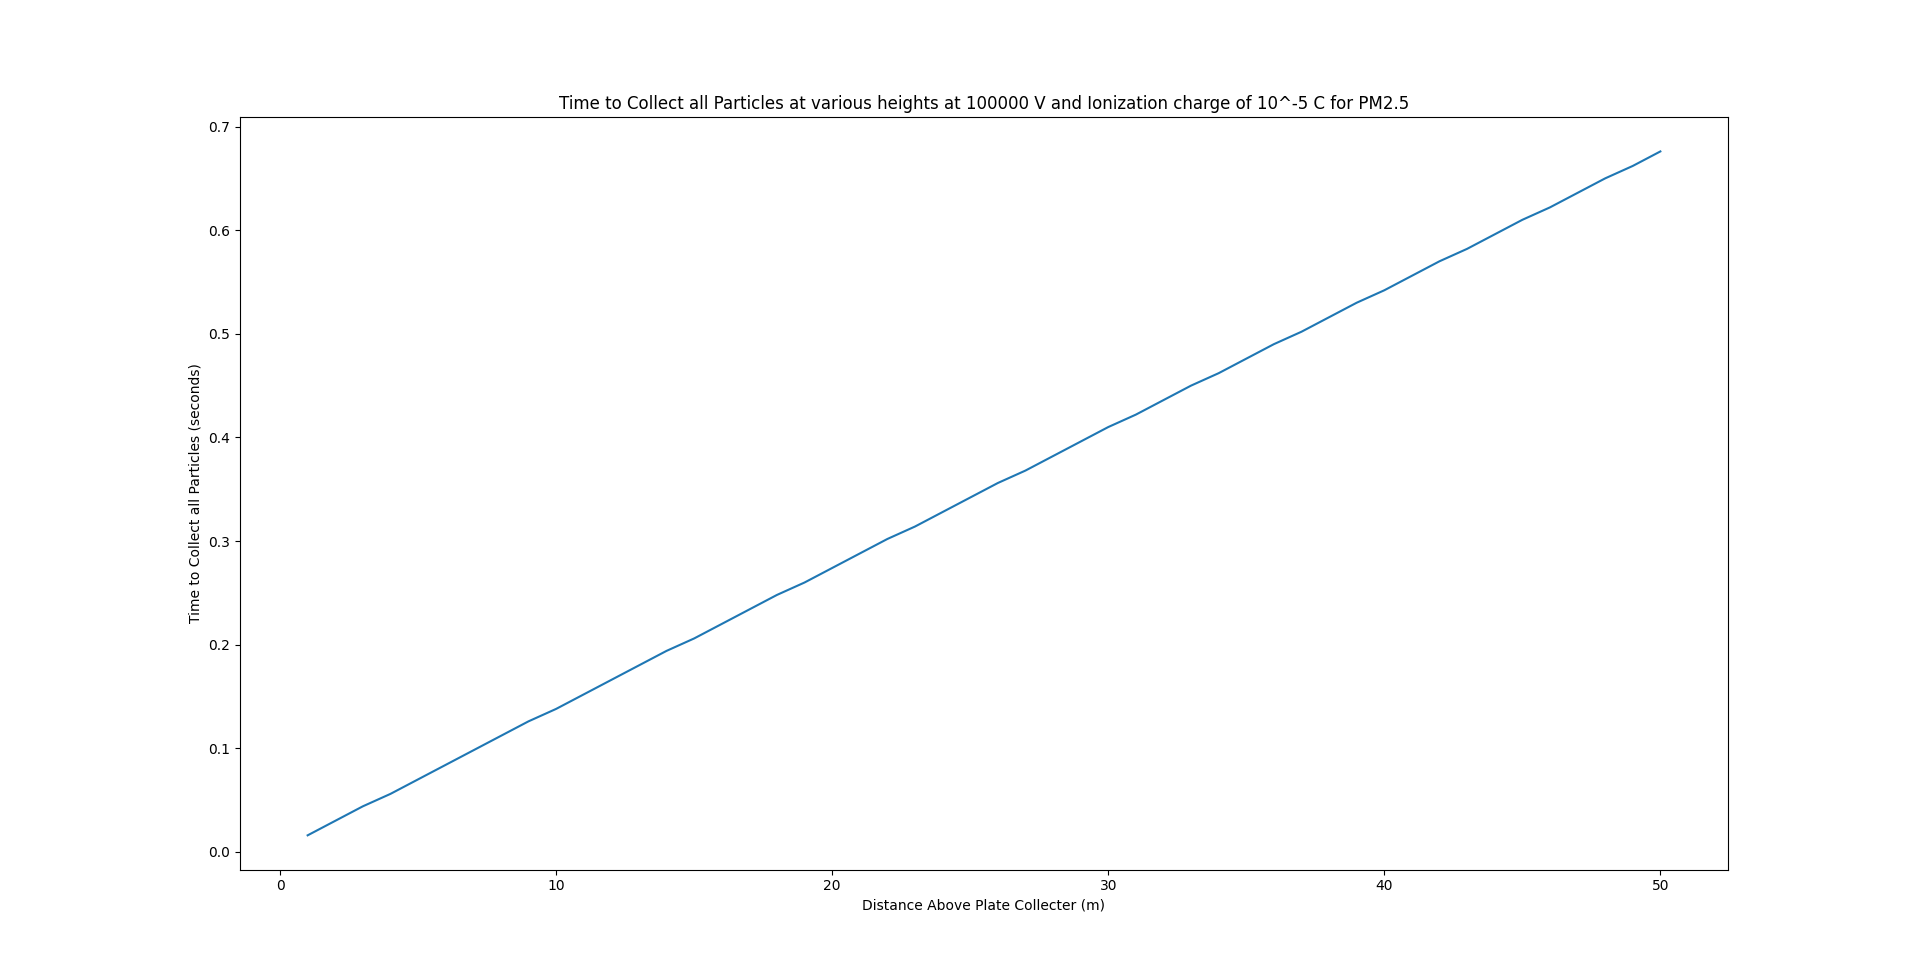 Time to Collect all Particles at various heights at 100000 V and Ionization charge of 10^-5 C for PM2.5
Time to Collect all Particles (seconds)
0.7
0.6
0.5
0.4
0.3
0.2
0.1
0.0
0 10 20 30 40 50
Distance Above Plate Collecter (m)